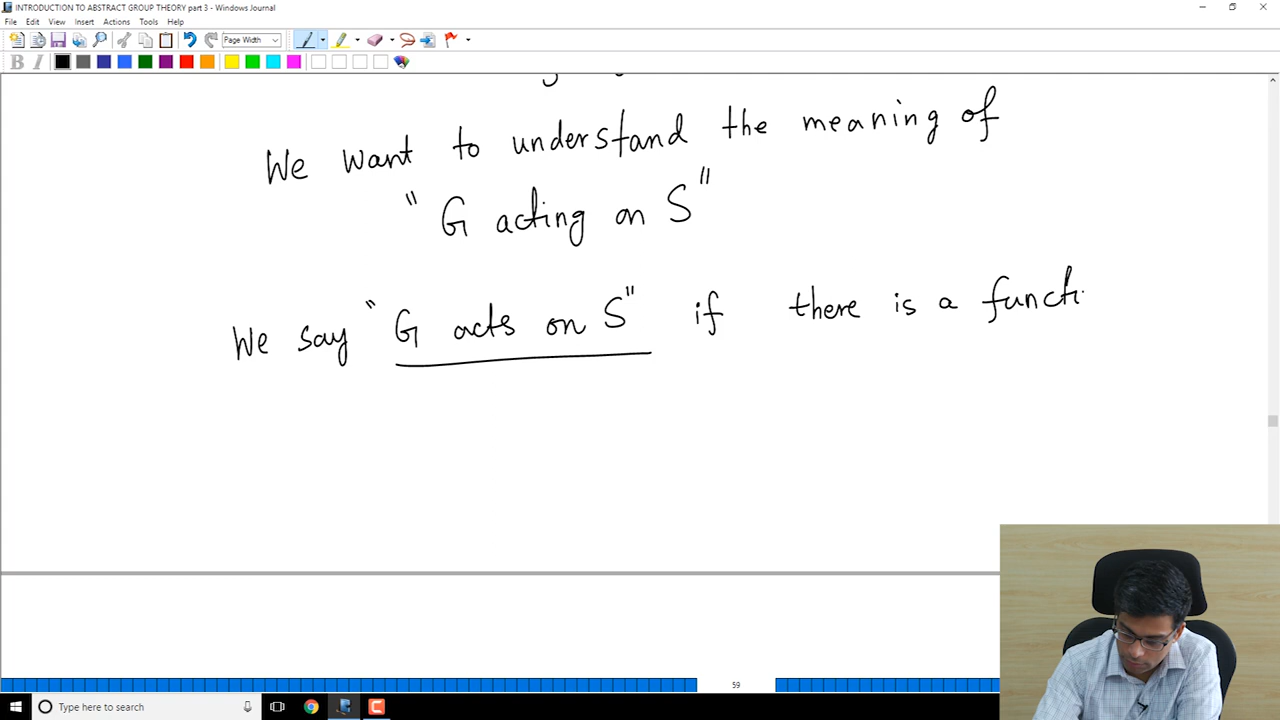 INTRODUCTION TO ABSTRACT GROUP THEORY part 3 - Windows Journal
File Edit View Insert Actions Tools Help
Page Width
B I
We want to understand the meaning of
" G acting on S "
We say " G acts on S " if there is a functi
59
Type here to search